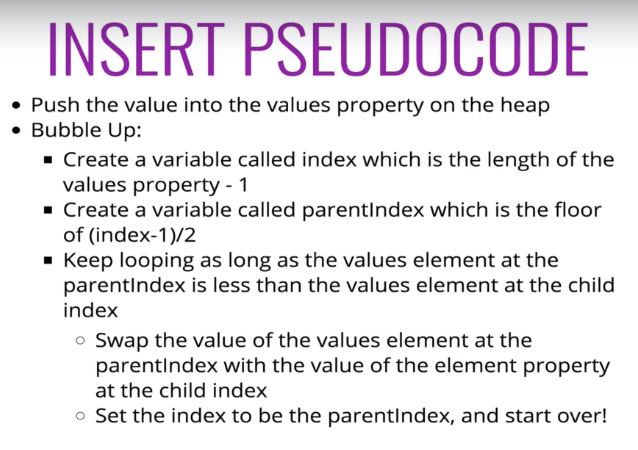 INSERT PSEUDOCODE
• Push the value into the values property on the heap
• Bubble Up:
▪ Create a variable called index which is the length of the
values property - 1
▪ Create a variable called parentIndex which is the floor
of (index-1)/2
▪ Keep looping as long as the values element at the
parentIndex is less than the values element at the child
index
○ Swap the value of the values element at the
parentIndex with the value of the element property
at the child index
○ Set the index to be the parentIndex, and start over!